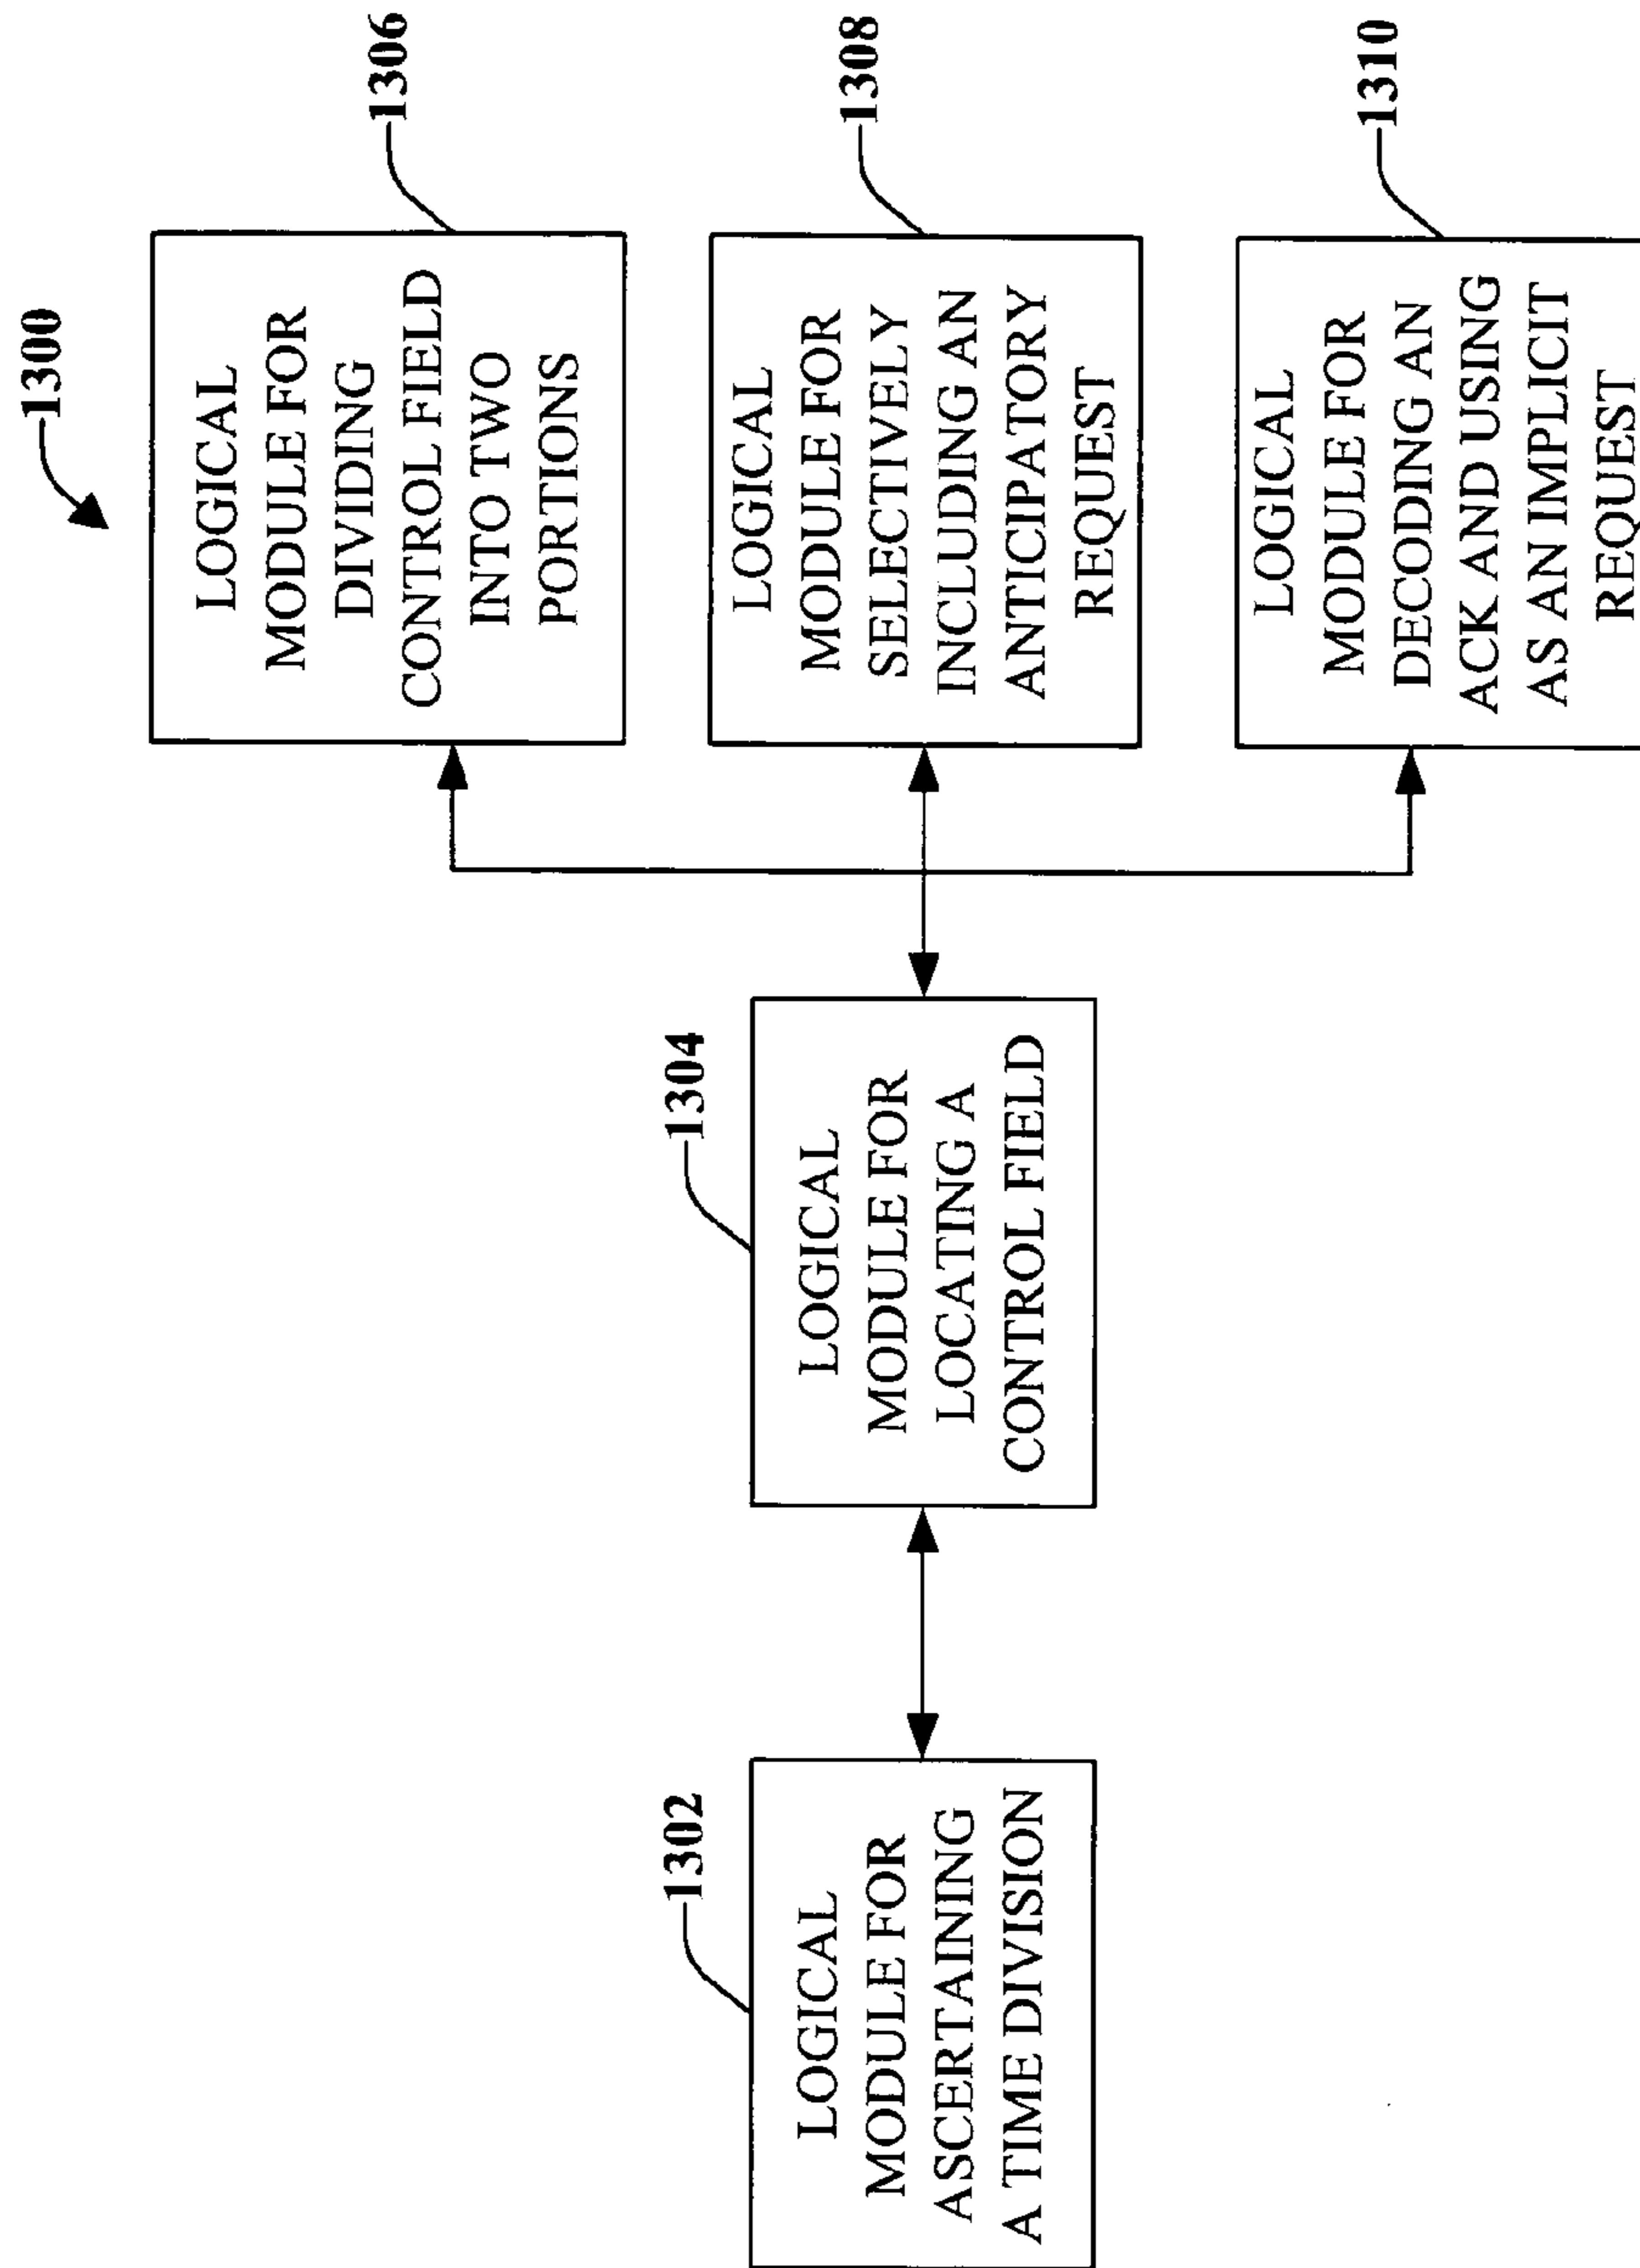 1300
1302
LOGICAL
MODULE FOR
ASCERTAINING
A TIME DIVISION
1304
LOGICAL
MODULE FOR
LOCATING A
CONTROL FIELD
1306
LOGICAL
MODULE FOR
DIVIDING
CONTROL FIELD
INTO TWO
PORTIONS
1308
LOGICAL
MODULE FOR
SELECTIVELY
INCLUDING AN
ANTICIPATORY
REQUEST
1310
LOGICAL
MODULE FOR
DECODING AN
ACK AND USING
AS AN IMPLICIT
REQUEST